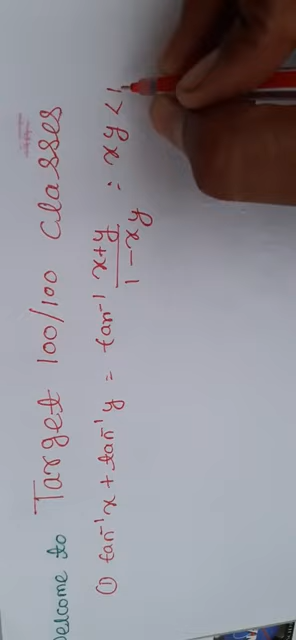 Welcome to
Target 100/100 classes
① tan⁻¹x + tan⁻¹y = tan⁻¹ (x+y)/(1-xy) : xy < 1